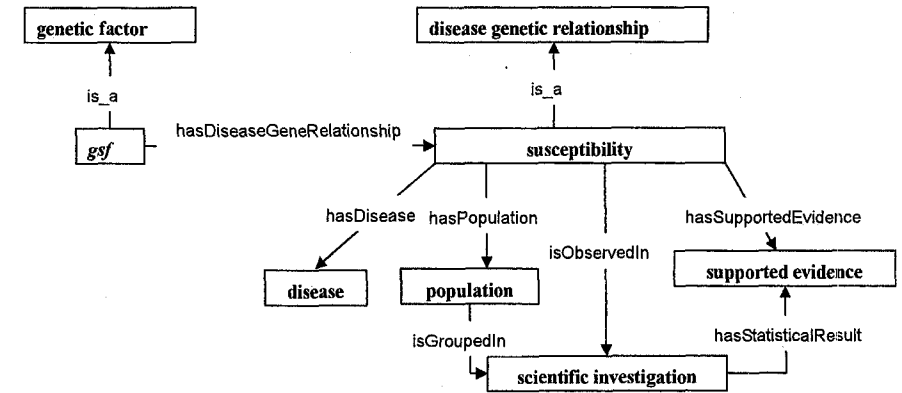 genetic factor
disease genetic relationship
is_a
is_a
hasDiseaseGeneRelationship
gsf
susceptibility
hasDisease
hasPopulation
hasSupportedEvidence
isObservedIn
disease
population
supported evidence
isGroupedIn
hasStatisticalResult
scientific investigation